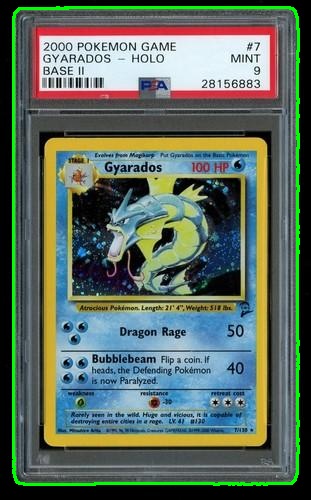 2000 POKEMON GAME #7
GYARADOS - HOLO MINT
BASE II 9
PSA 28156883
STAGE 1
Evolves from Magikarp Put Gyarados on the Basic Pokémon
Gyarados 100 HP
Atrocious Pokémon. Length: 21' 4", Weight: 518 lbs.
Dragon Rage 50
Bubblebeam Flip a coin. If
heads, the Defending Pokémon 40
is now Paralyzed.
weakness resistance retreat cost
-30
Rarely seen in the wild. Huge and vicious, it is capable of
destroying entire cities in a rage. LV. 41 #130
Illus. Mitsuhiro Arita 7/130 ★